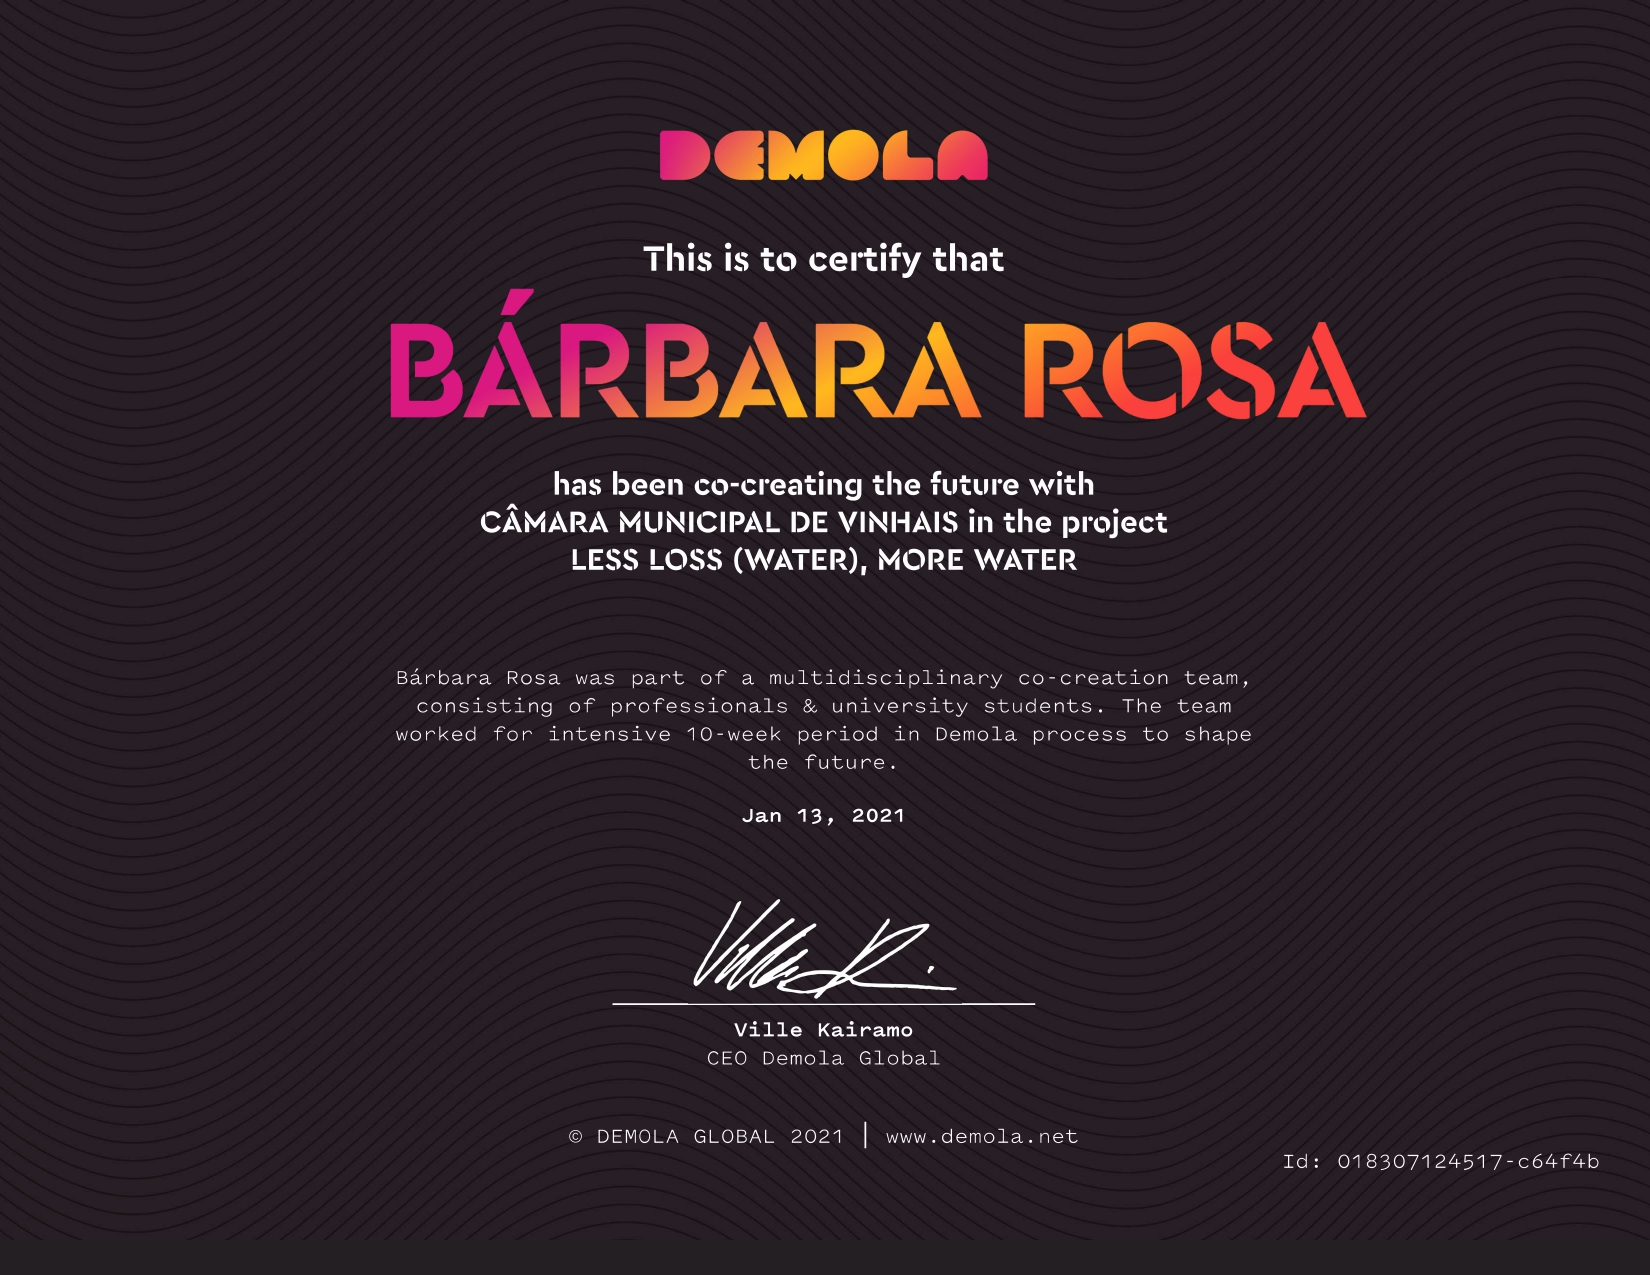 DEMOLA
This is to certify that
BÁRBARA ROSA
has been co-creating the future with
CÂMARA MUNICIPAL DE VINHAIS in the project
LESS LOSS (WATER), MORE WATER
Bárbara Rosa was part of a multidisciplinary co-creation team,
consisting of professionals & university students. The team
worked for intensive 10-week period in Demola process to shape
the future.
Jan 13, 2021
Ville Kairamo
CEO Demola Global
© DEMOLA GLOBAL 2021 | www.demola.net
Id: 018307124517-c64f4b